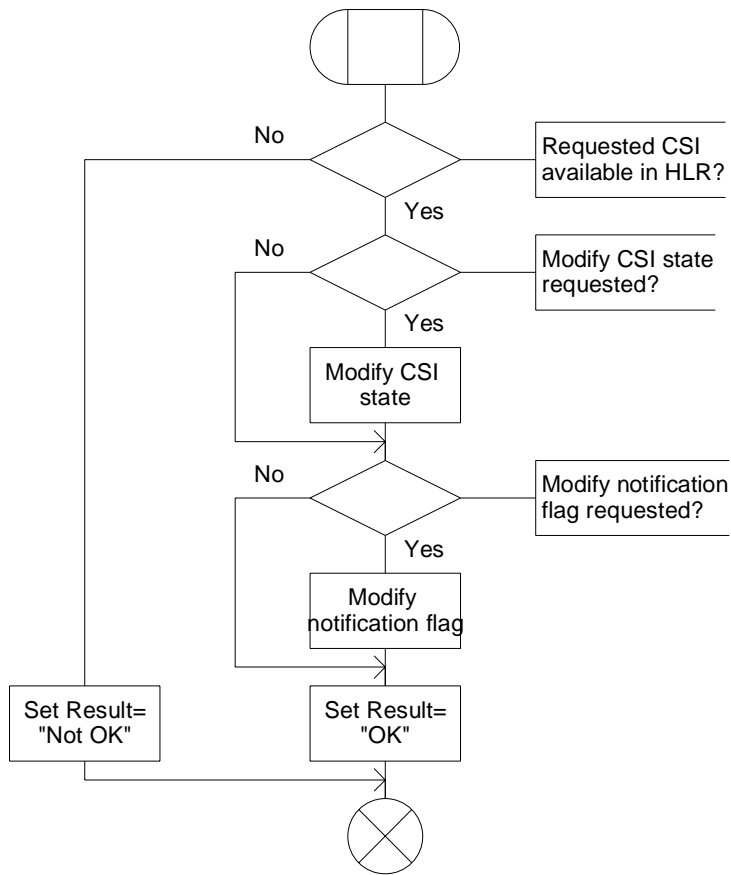 No
Requested CSI
available in HLR?
Yes
No
Modify CSI state
requested?
Yes
Modify CSI
state
No
Modify notification
flag requested?
Yes
Modify
notification flag
Set Result=
"Not OK"
Set Result=
"OK"